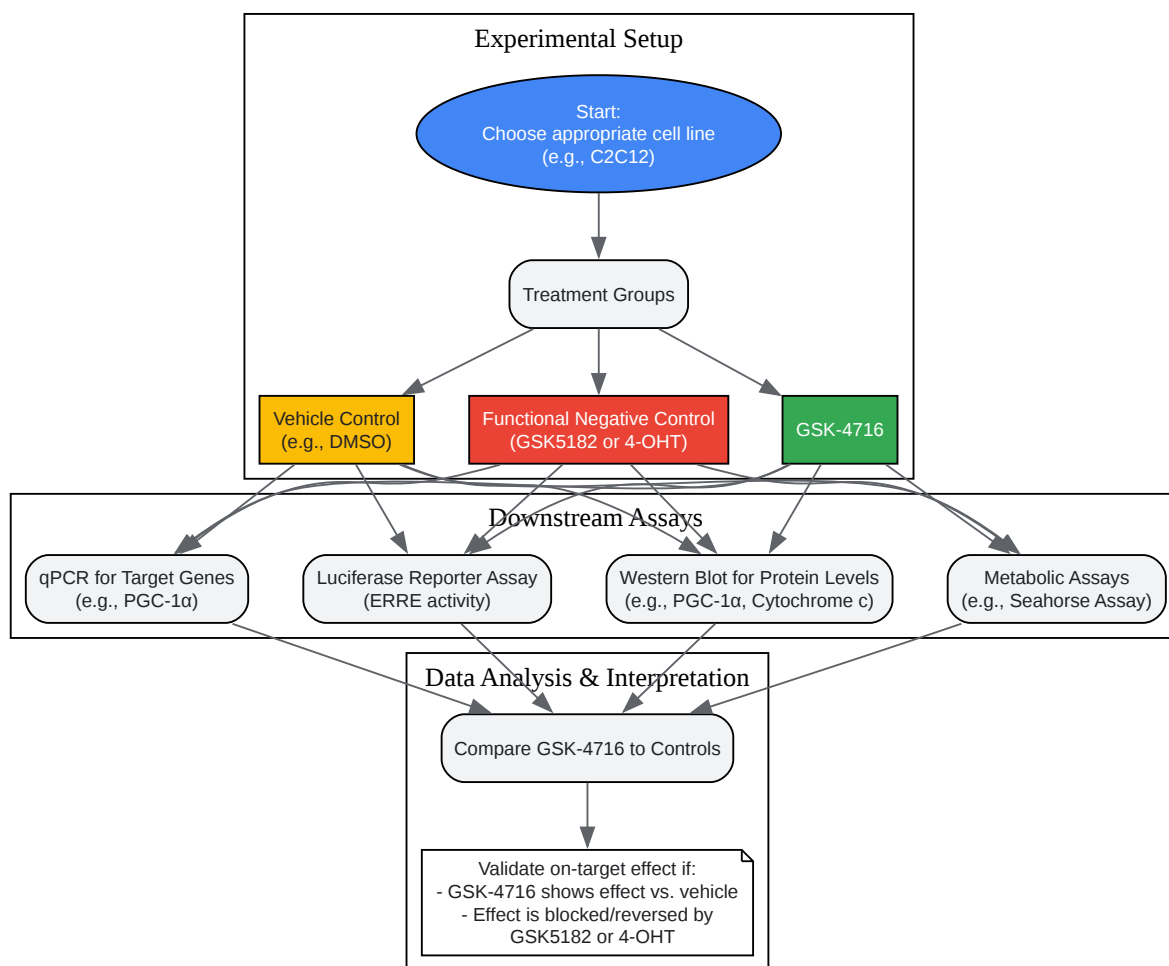 Experimental Setup
Start:
Choose appropriate cell line
(e.g., C2C12)
Treatment Groups
Vehicle Control
(e.g., DMSO)
Functional Negative Control
(GSK5182 or 4-OHT)
GSK-4716
Downstream Assays
qPCR for Target Genes
(e.g., PGC-1α)
Luciferase Reporter Assay
(ERRE activity)
Western Blot for Protein Levels
(e.g., PGC-1α, Cytochrome c)
Metabolic Assays
(e.g., Seahorse Assay)
Data Analysis & Interpretation
Compare GSK-4716 to Controls
Validate on-target effect if:
- GSK-4716 shows effect vs. vehicle
- Effect is blocked/reversed by
GSK5182 or 4-OHT